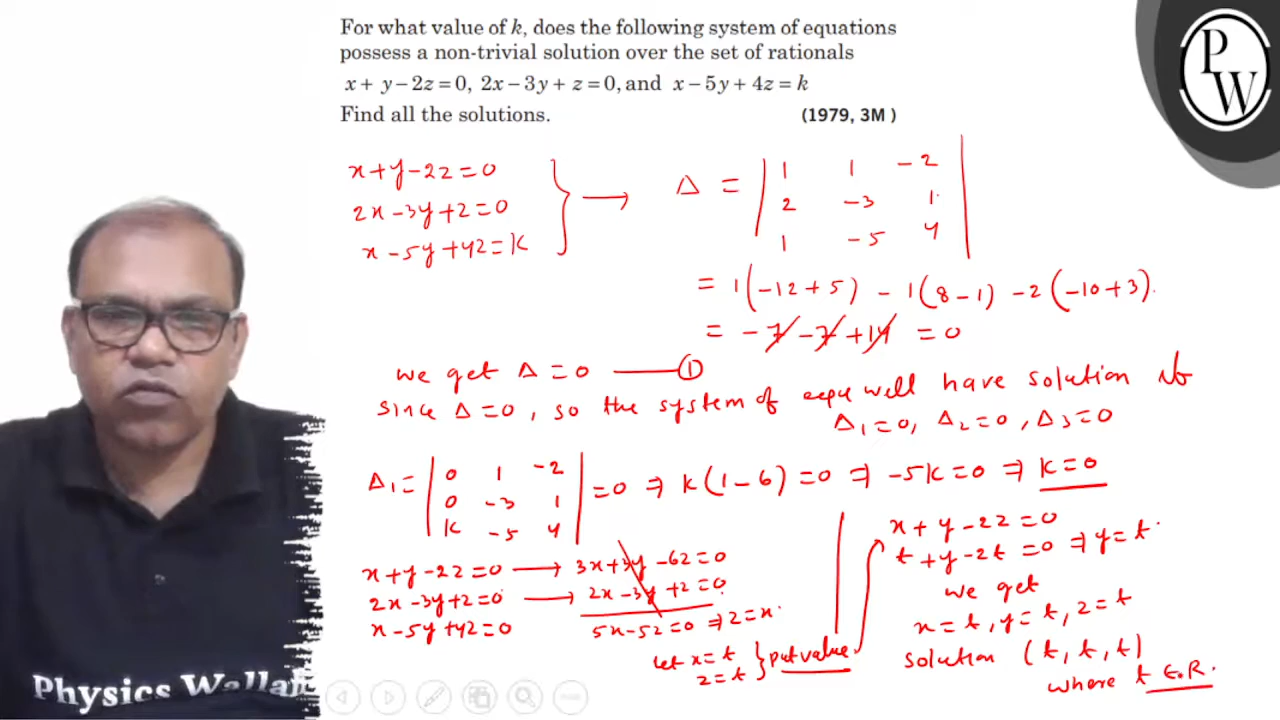 For what value of k, does the following system of equations
possess a non-trivial solution over the set of rationals
x + y − 2z = 0, 2x − 3y + z = 0, and x − 5y + 4z = k
Find all the solutions. (1979, 3M )
PW
x+y-2z=0
2x-3y+z=0
x-5y+4z=k
} → Δ = | 1 1 -2
2 -3 1
1 -5 4 |
= 1(-12+5) - 1(8-1) -2(-10+3).
= -7-7+14 = 0
we get Δ=0 —— ①
since Δ=0, so the system of eqn will have solution if
Δ1=0, Δ2=0, Δ3=0
Δ1= | 0 1 -2
0 -3 1
k -5 4 | =0 ⇒ k(1-6)=0 ⇒ -5k=0 ⇒ k=0
x+y-2z=0 → 3x+3y-6z=0
2x-3y+z=0 → 2x-3y+z=0
x-5y+4z=0
5x-5z=0 ⇒ z=x.
let x=t
z=t } put value
x+y-2z=0
t+y-2t=0 ⇒ y=t.
we get
x=t, y=t, z=t
solution (t, t, t)
where t ∈ R.
Physics Wallah